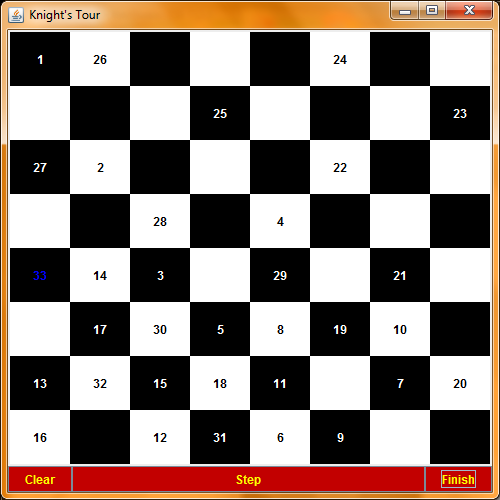 Knight's Tour
1 26 24
25 23
27 2 22
28 4
33 14 3 29 21
17 30 5 8 19 10
13 32 15 18 11 7 20
16 12 31 6 9
Clear Step Finish